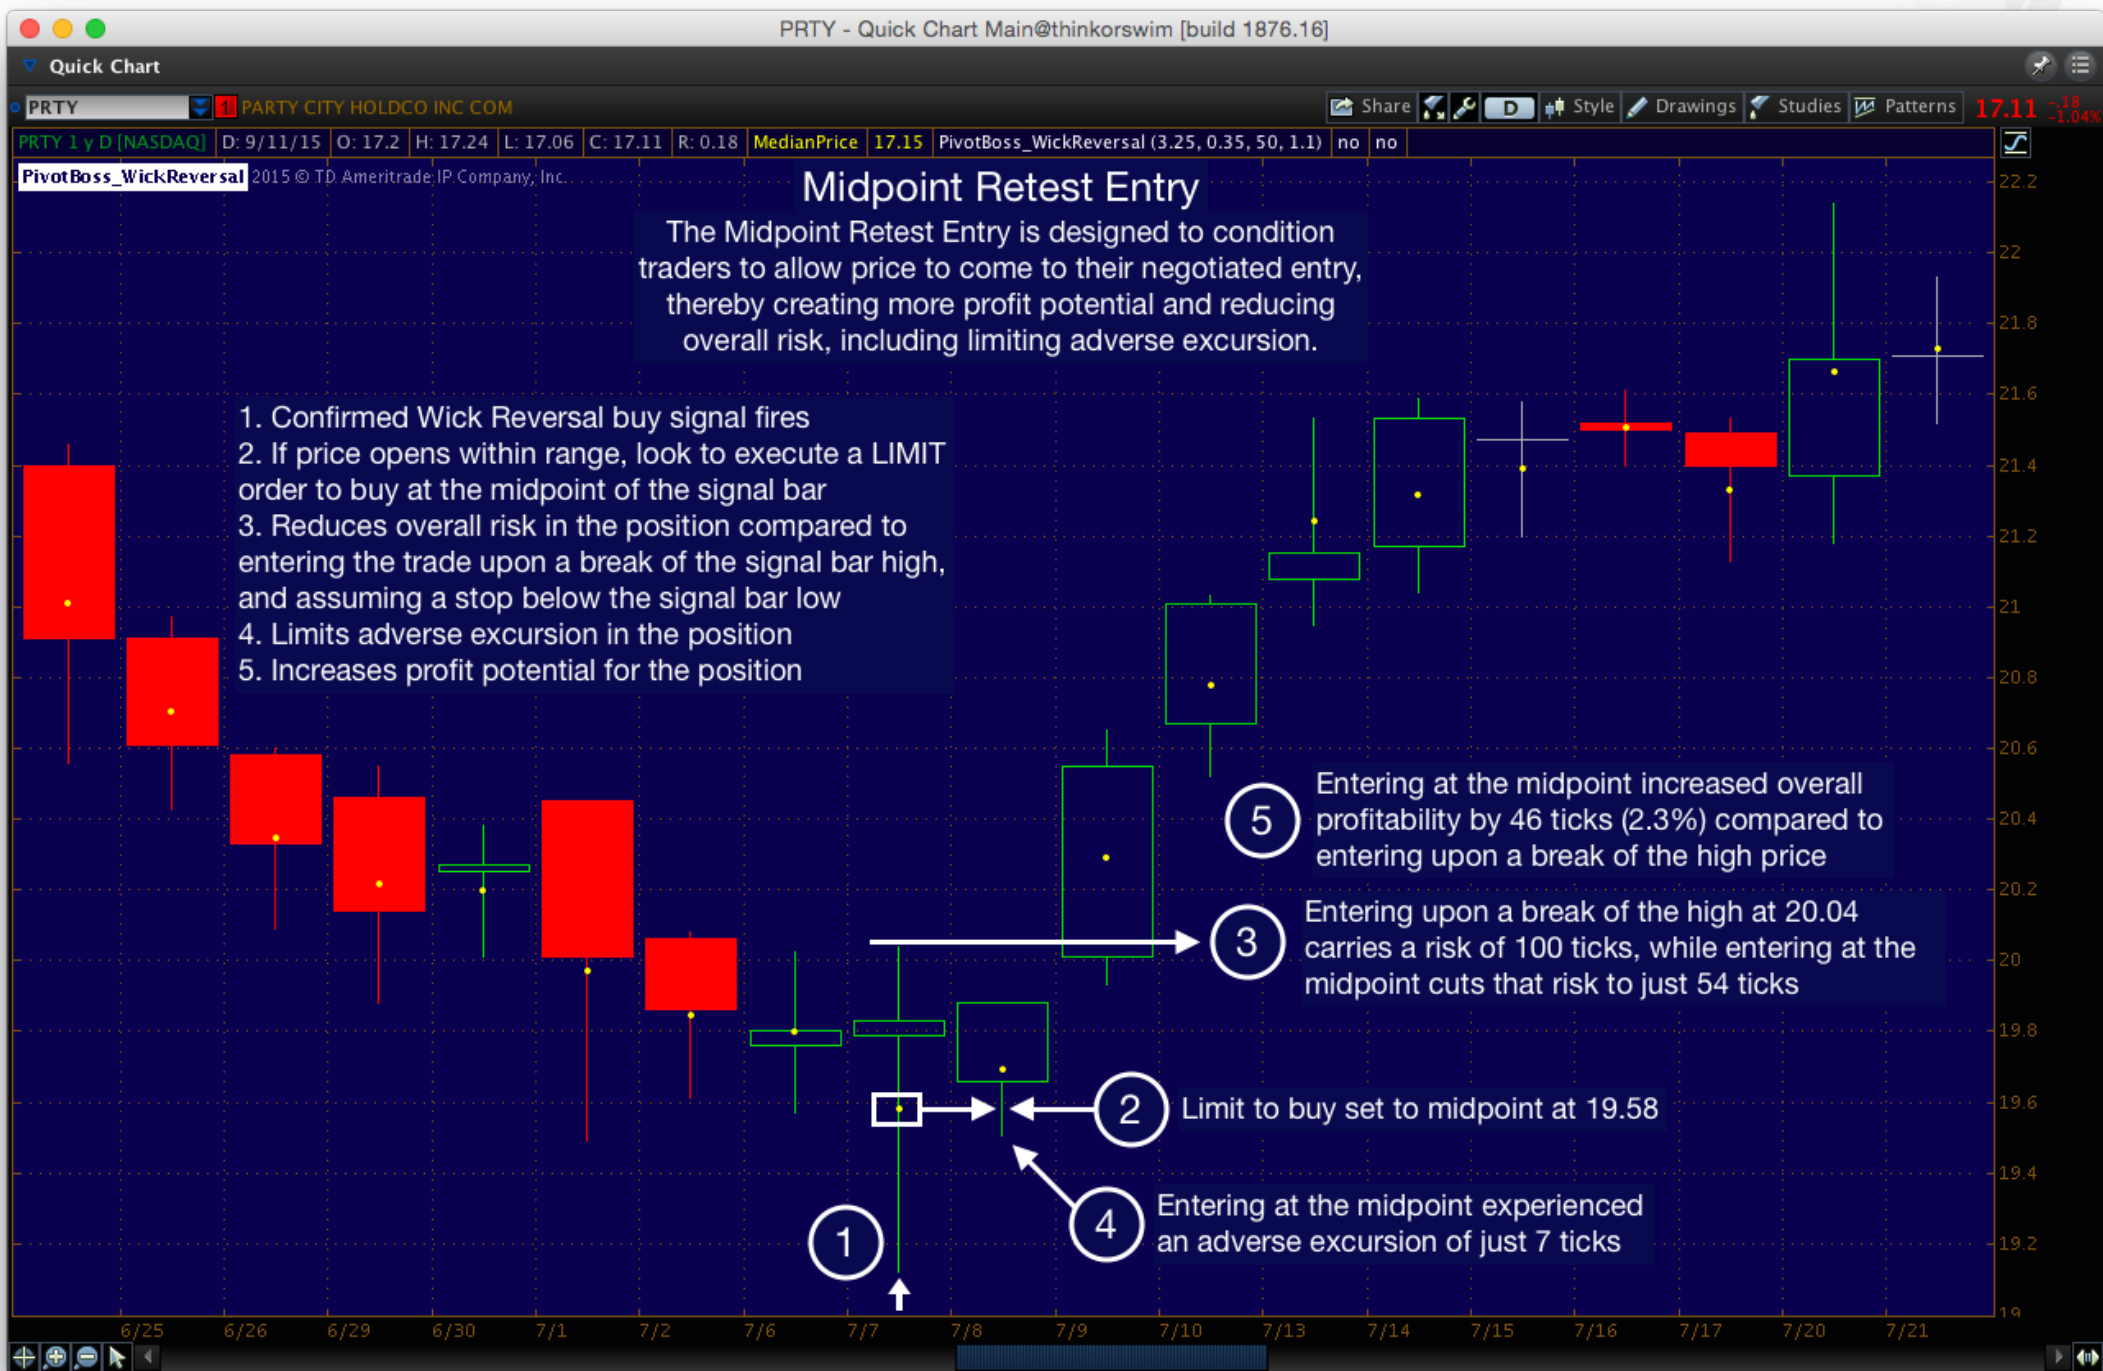 PRTY - Quick Chart Main@thinkorswim [build 1876.16]
Quick Chart
PRTY 1 PARTY CITY HOLDCO INC COM Share D Style Drawings Studies Patterns 17.11 -.18 -1.04%
PRTY 1 y D [NASDAQ] D: 9/11/15 O: 17.2 H: 17.24 L: 17.06 C: 17.11 R: 0.18 MedianPrice 17.15 PivotBoss_WickReversal (3.25, 0.35, 50, 1.1) no no
PivotBoss_WickReversal 2015 © TD Ameritrade IP Company, Inc.
Midpoint Retest Entry
The Midpoint Retest Entry is designed to condition
traders to allow price to come to their negotiated entry,
thereby creating more profit potential and reducing
overall risk, including limiting adverse excursion.
1. Confirmed Wick Reversal buy signal fires
2. If price opens within range, look to execute a LIMIT
order to buy at the midpoint of the signal bar
3. Reduces overall risk in the position compared to
entering the trade upon a break of the signal bar high,
and assuming a stop below the signal bar low
4. Limits adverse excursion in the position
5. Increases profit potential for the position
5
Entering at the midpoint increased overall
profitability by 46 ticks (2.3%) compared to
entering upon a break of the high price
3
Entering upon a break of the high at 20.04
carries a risk of 100 ticks, while entering at the
midpoint cuts that risk to just 54 ticks
2
Limit to buy set to midpoint at 19.58
4
Entering at the midpoint experienced
an adverse excursion of just 7 ticks
1
22.2
22
21.8
21.6
21.4
21.2
21
20.8
20.6
20.4
20.2
20
19.8
19.6
19.4
19.2
19
6/25 6/26 6/29 6/30 7/1 7/2 7/6 7/7 7/8 7/9 7/10 7/13 7/14 7/15 7/16 7/17 7/20 7/21